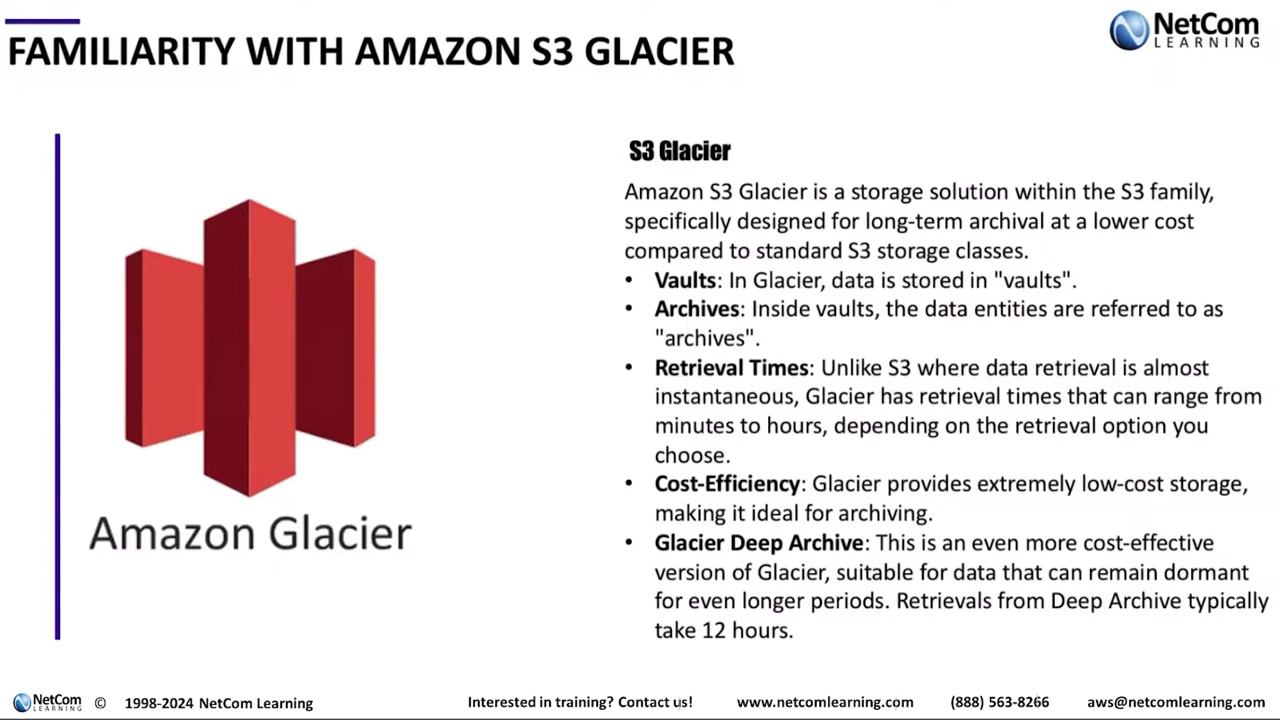 FAMILIARITY WITH AMAZON S3 GLACIER
NetCom
LEARNING
S3 Glacier
Amazon S3 Glacier is a storage solution within the S3 family,
specifically designed for long-term archival at a lower cost
compared to standard S3 storage classes.
• Vaults: In Glacier, data is stored in "vaults".
• Archives: Inside vaults, the data entities are referred to as
"archives".
• Retrieval Times: Unlike S3 where data retrieval is almost
instantaneous, Glacier has retrieval times that can range from
minutes to hours, depending on the retrieval option you
choose.
• Cost-Efficiency: Glacier provides extremely low-cost storage,
making it ideal for archiving.
• Glacier Deep Archive: This is an even more cost-effective
version of Glacier, suitable for data that can remain dormant
for even longer periods. Retrievals from Deep Archive typically
take 12 hours.
Amazon Glacier
NetCom
LEARNING
© 1998-2024 NetCom Learning
Interested in training? Contact us!
www.netcomlearning.com
(888) 563-8266
aws@netcomlearning.com